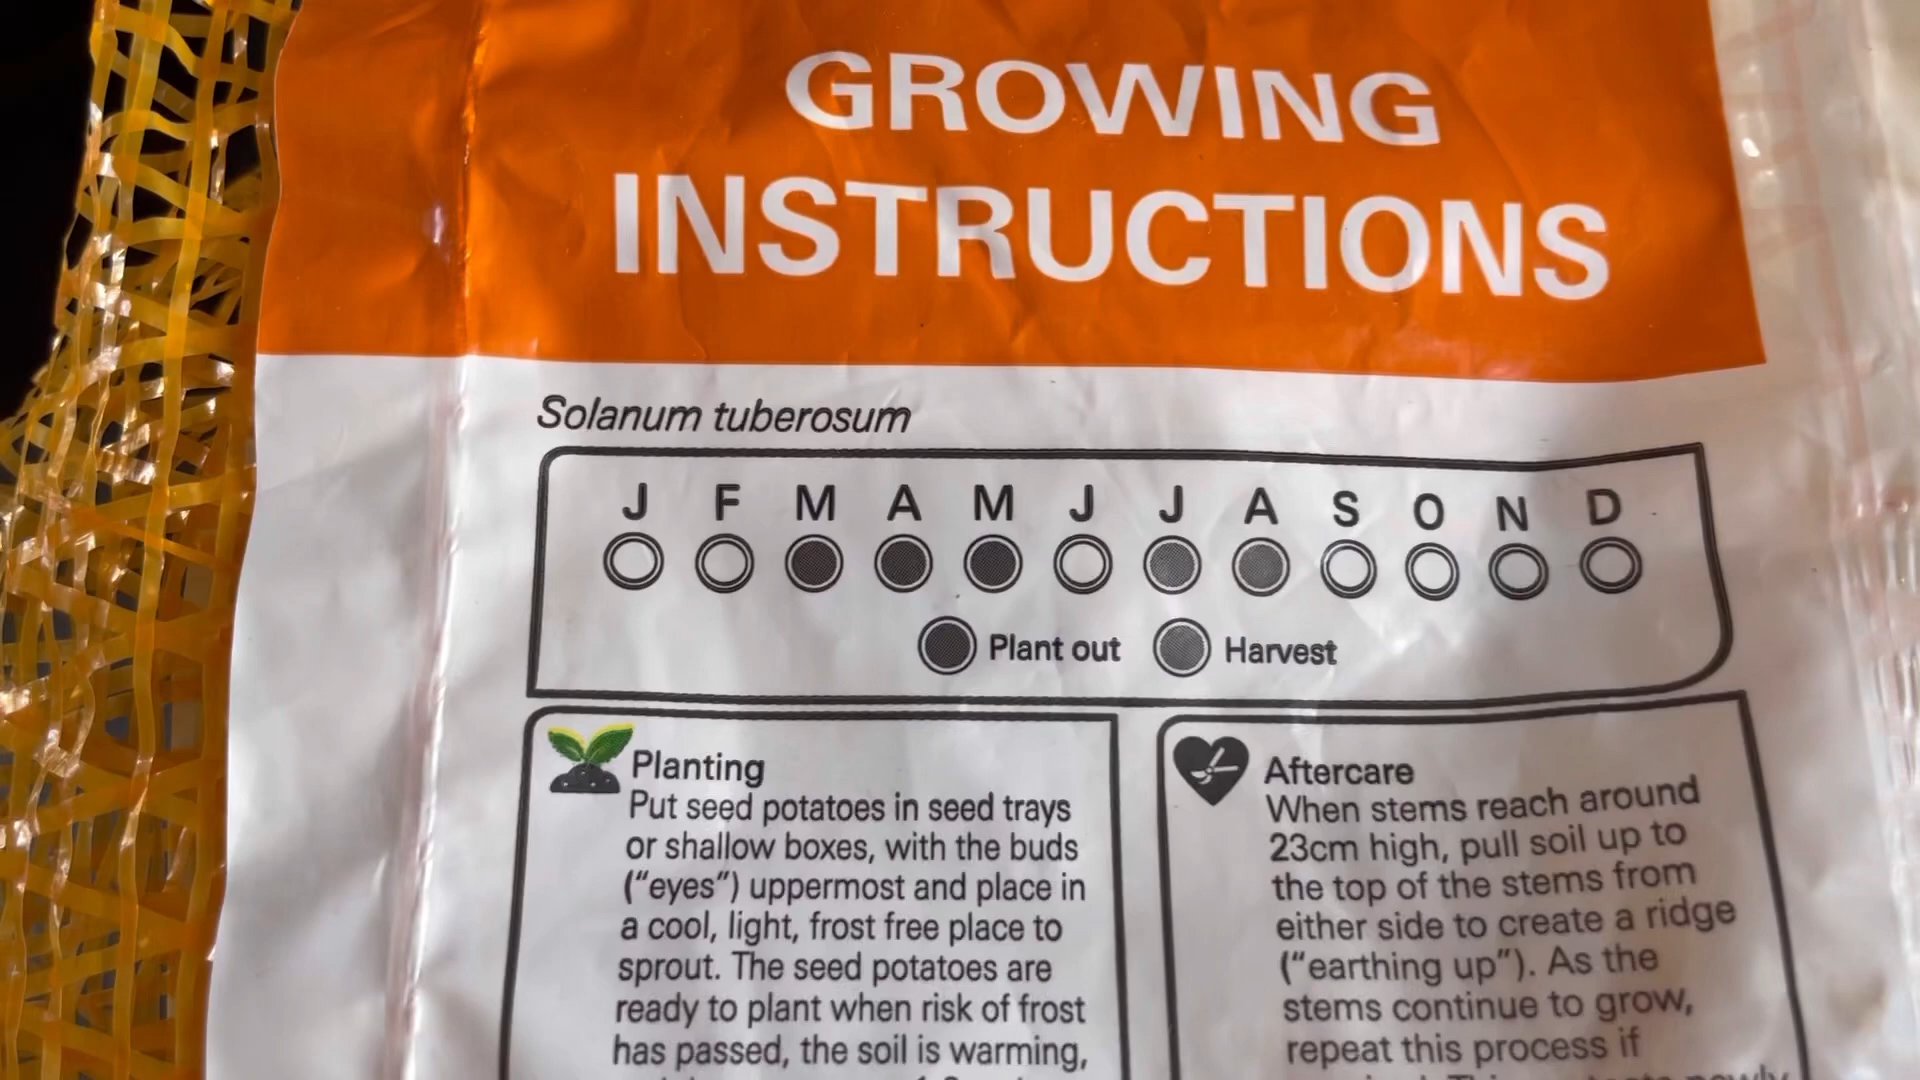 GROWING
INSTRUCTIONS
Solanum tuberosum
J F M A M J J A S O N D
Plant out Harvest
Planting
Put seed potatoes in seed trays
or shallow boxes, with the buds
("eyes") uppermost and place in
a cool, light, frost free place to
sprout. The seed potatoes are
ready to plant when risk of frost
has passed, the soil is warming,
Aftercare
When stems reach around
23cm high, pull soil up to
the top of the stems from
either side to create a ridge
("earthing up"). As the
stems continue to grow,
repeat this process if